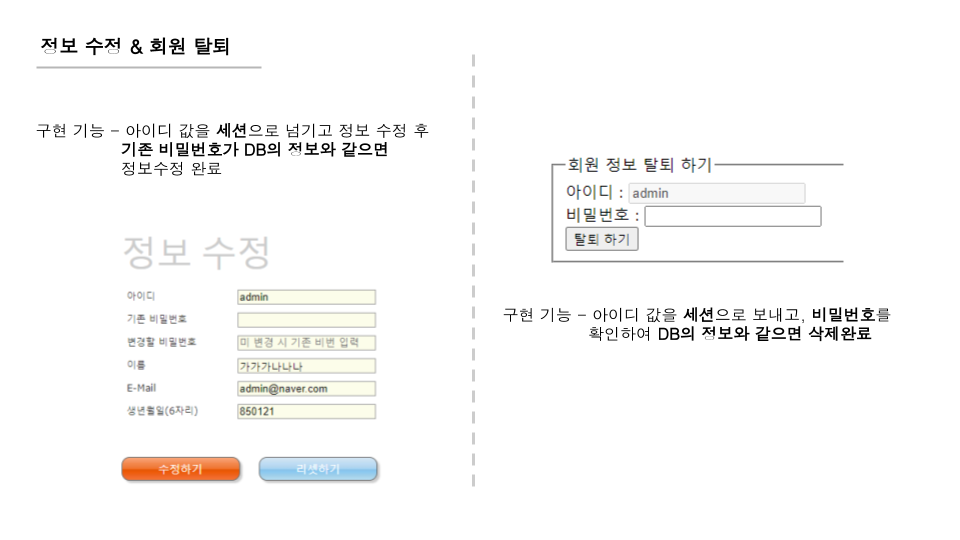 정보 수정 & 회원 탈퇴
구현 기능 – 아이디 값을 세션으로 넘기고 정보 수정 후
기존 비밀번호가 DB의 정보와 같으면
정보수정 완료
정보 수정
아이디 admin
기존 비밀번호
변경할 비밀번호 미 변경 시 기존 비번 입력
이름 가가가나나나
E-Mail admin@naver.com
생년월일(6자리) 850121
수정하기 리셋하기
회원 정보 탈퇴 하기
아이디 : admin
비밀번호 :
탈퇴 하기
구현 기능 – 아이디 값을 세션으로 보내고, 비밀번호를
확인하여 DB의 정보와 같으면 삭제완료